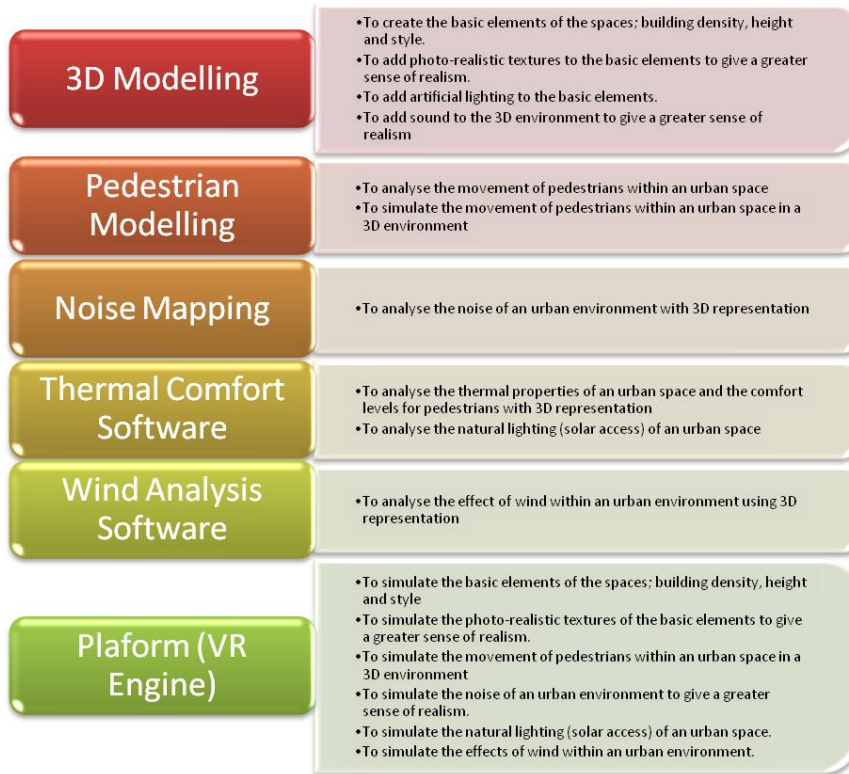 3D Modelling
•To create the basic elements of the spaces; building density, height
and style.
•To add photo-realistic textures to the basic elements to give a greater
sense of realism.
•To add artificial lighting to the basic elements.
•To add sound to the 3D environment to give a greater sense of
realism
Pedestrian
Modelling
•To analyse the movement of pedestrians within an urban space
•To simulate the movement of pedestrians within an urban space in a
3D environment
Noise Mapping
•To analyse the noise of an urban environment with 3D representation
Thermal Comfort
Software
•To analyse the thermal properties of an urban space and the comfort
levels for pedestrians with 3D representation
•To analyse the natural lighting (solar access) of an urban space
Wind Analysis
Software
•To analyse the effect of wind within an urban environment using 3D
representation
Plaform (VR
Engine)
•To simulate the basic elements of the spaces; building density, height
and style
•To simulate the photo-realistic textures of the basic elements to give
a greater sense of realism.
•To simulate the movement of pedestrians within an urban space in a
3D environment
•To simulate the noise of an urban environment to give a greater
sense of realism.
•To simulate the natural lighting (solar access) of an urban space.
•To simulate the effects of wind within an urban environment.